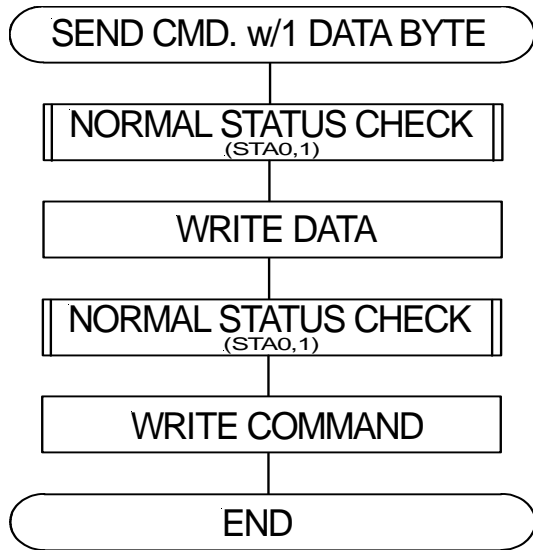 SEND CMD. w/1 DATA BYTE
NORMAL STATUS CHECK
(STA0,1)
WRITE DATA
NORMAL STATUS CHECK
(STA0,1)
WRITE COMMAND
END